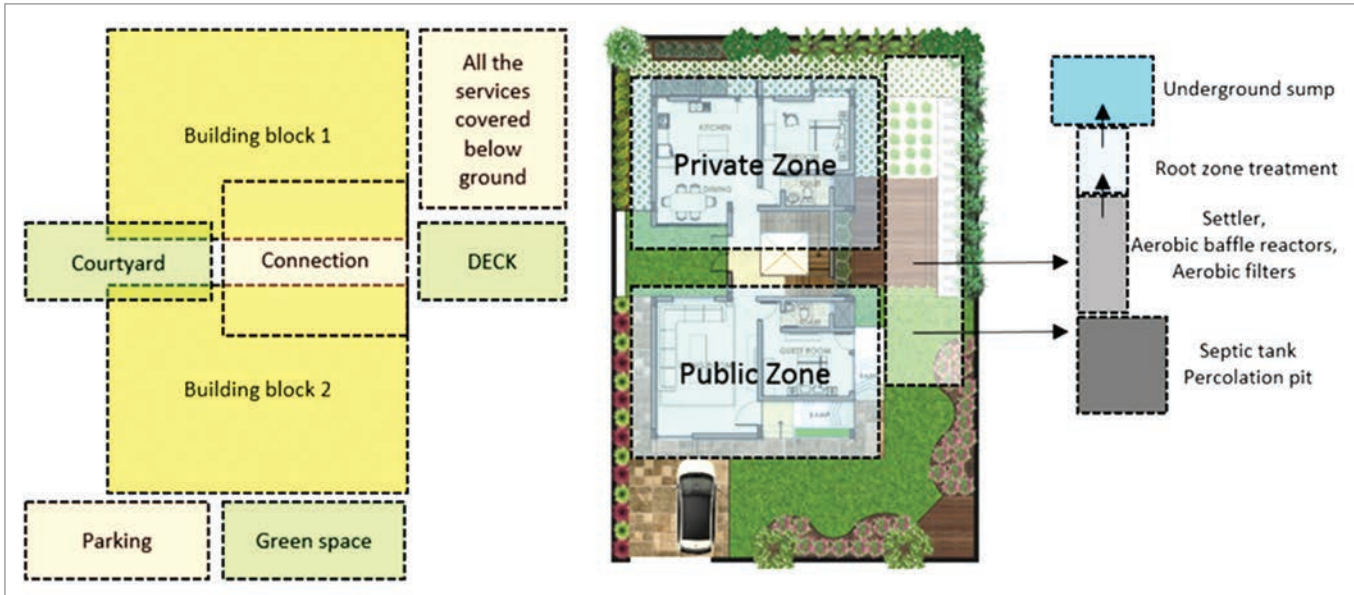 Building block 1
All the
services
covered
below
ground
Courtyard
Connection
DECK
Building block 2
Parking
Green space
KITCHEN
Private Zone
DINING
TOILET
GUEST ROOM
Public Zone
Underground sump
Root zone treatment
Settler,
Aerobic baffle reactors,
Aerobic filters
Septic tank
Percolation pit